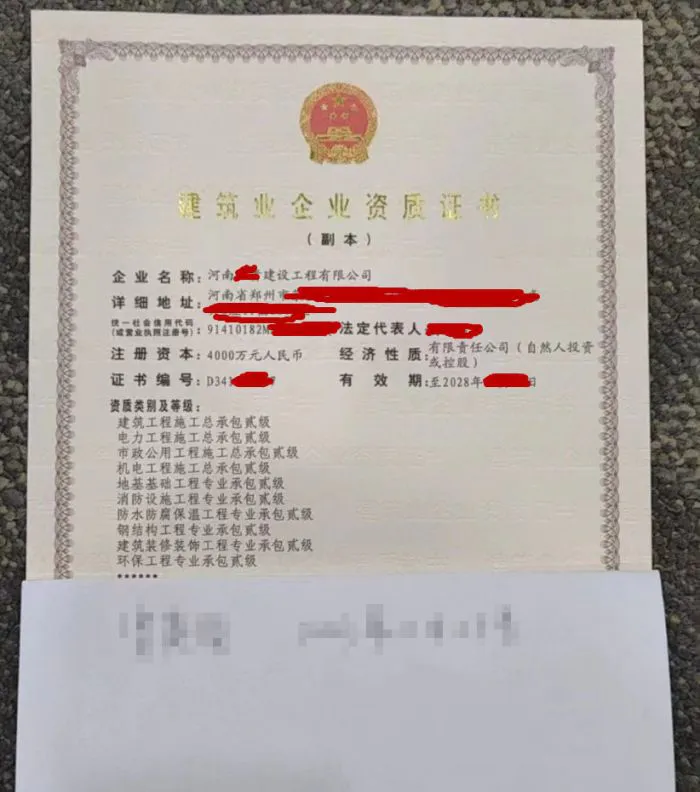 建筑业企业资质证书
(副本)
企业名称：河南 建设工程有限公司
详细地址：河南省郑州市
统一社会信用代码
(或营业执照注册号)：91410182M 法定代表人：
注册资本：4000万元人民币 经济性质：有限责任公司（自然人投资
或控股）
证书编号：D341 7 有效期：至2028年 日
资质类别及等级：
建筑工程施工总承包贰级
电力工程施工总承包贰级
市政公用工程施工总承包贰级
机电工程施工总承包贰级
地基基础工程专业承包贰级
消防设施工程专业承包贰级
防水防腐保温工程专业承包贰级
钢结构工程专业承包贰级
建筑装修装饰工程专业承包贰级
环保工程专业承包贰级
******